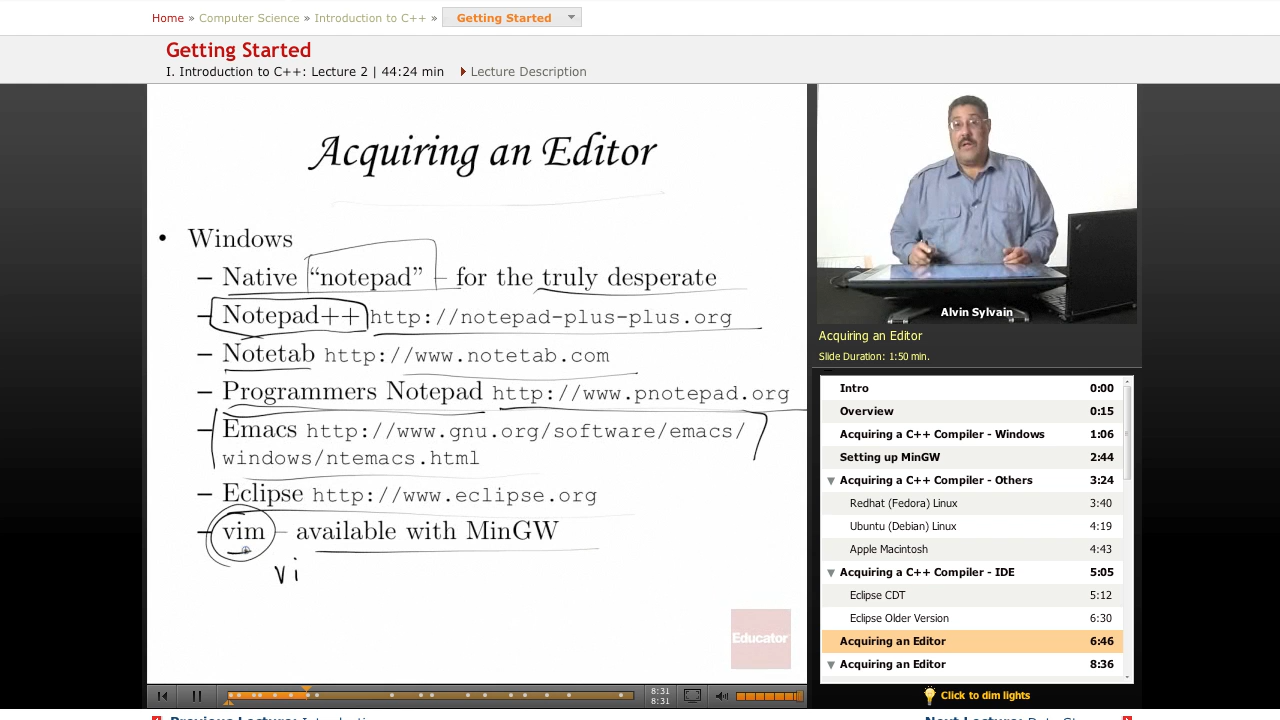 Home » Computer Science » Introduction to C++ » Getting Started
Getting Started
I. Introduction to C++: Lecture 2 | 44:24 min Lecture Description
Acquiring an Editor
• Windows
– Native “notepad” – for the truly desperate
– Notepad++ http://notepad-plus-plus.org
– Notetab http://www.notetab.com
– Programmers Notepad http://www.pnotepad.org
– Emacs http://www.gnu.org/software/emacs/
windows/ntemacs.html
– Eclipse http://www.eclipse.org
– vim – available with MinGW
vi
Educator
8:31
8:31
Alvin Sylvain
Acquiring an Editor
Slide Duration: 1:50 min.
Intro 0:00
Overview 0:15
Acquiring a C++ Compiler - Windows 1:06
Setting up MinGW 2:44
Acquiring a C++ Compiler - Others 3:24
Redhat (Fedora) Linux 3:40
Ubuntu (Debian) Linux 4:19
Apple Macintosh 4:43
Acquiring a C++ Compiler - IDE 5:05
Eclipse CDT 5:12
Eclipse Older Version 6:30
Acquiring an Editor 6:46
Acquiring an Editor 8:36
Click to dim lights